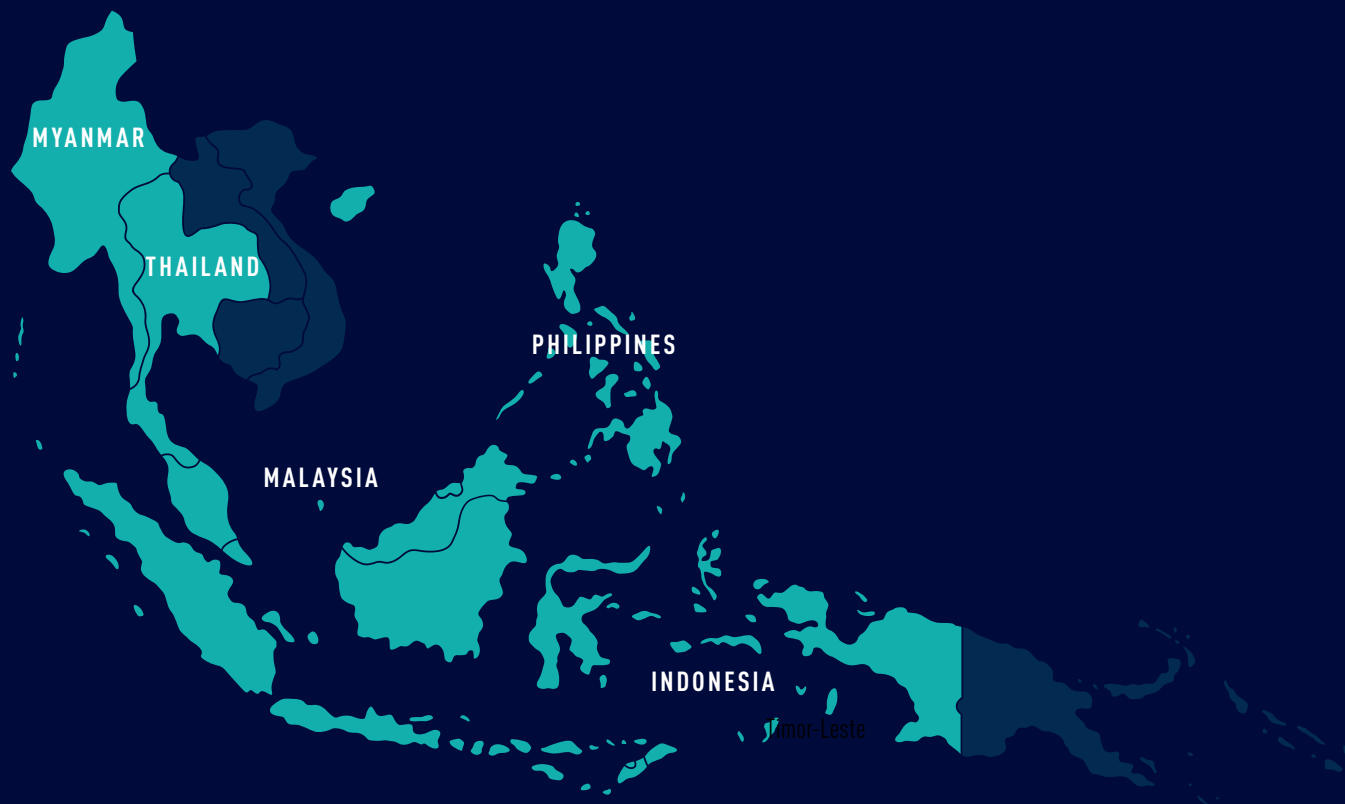 MYANMAR
THAILAND
PHILIPPINES
MALAYSIA
INDONESIA
Timor-Leste